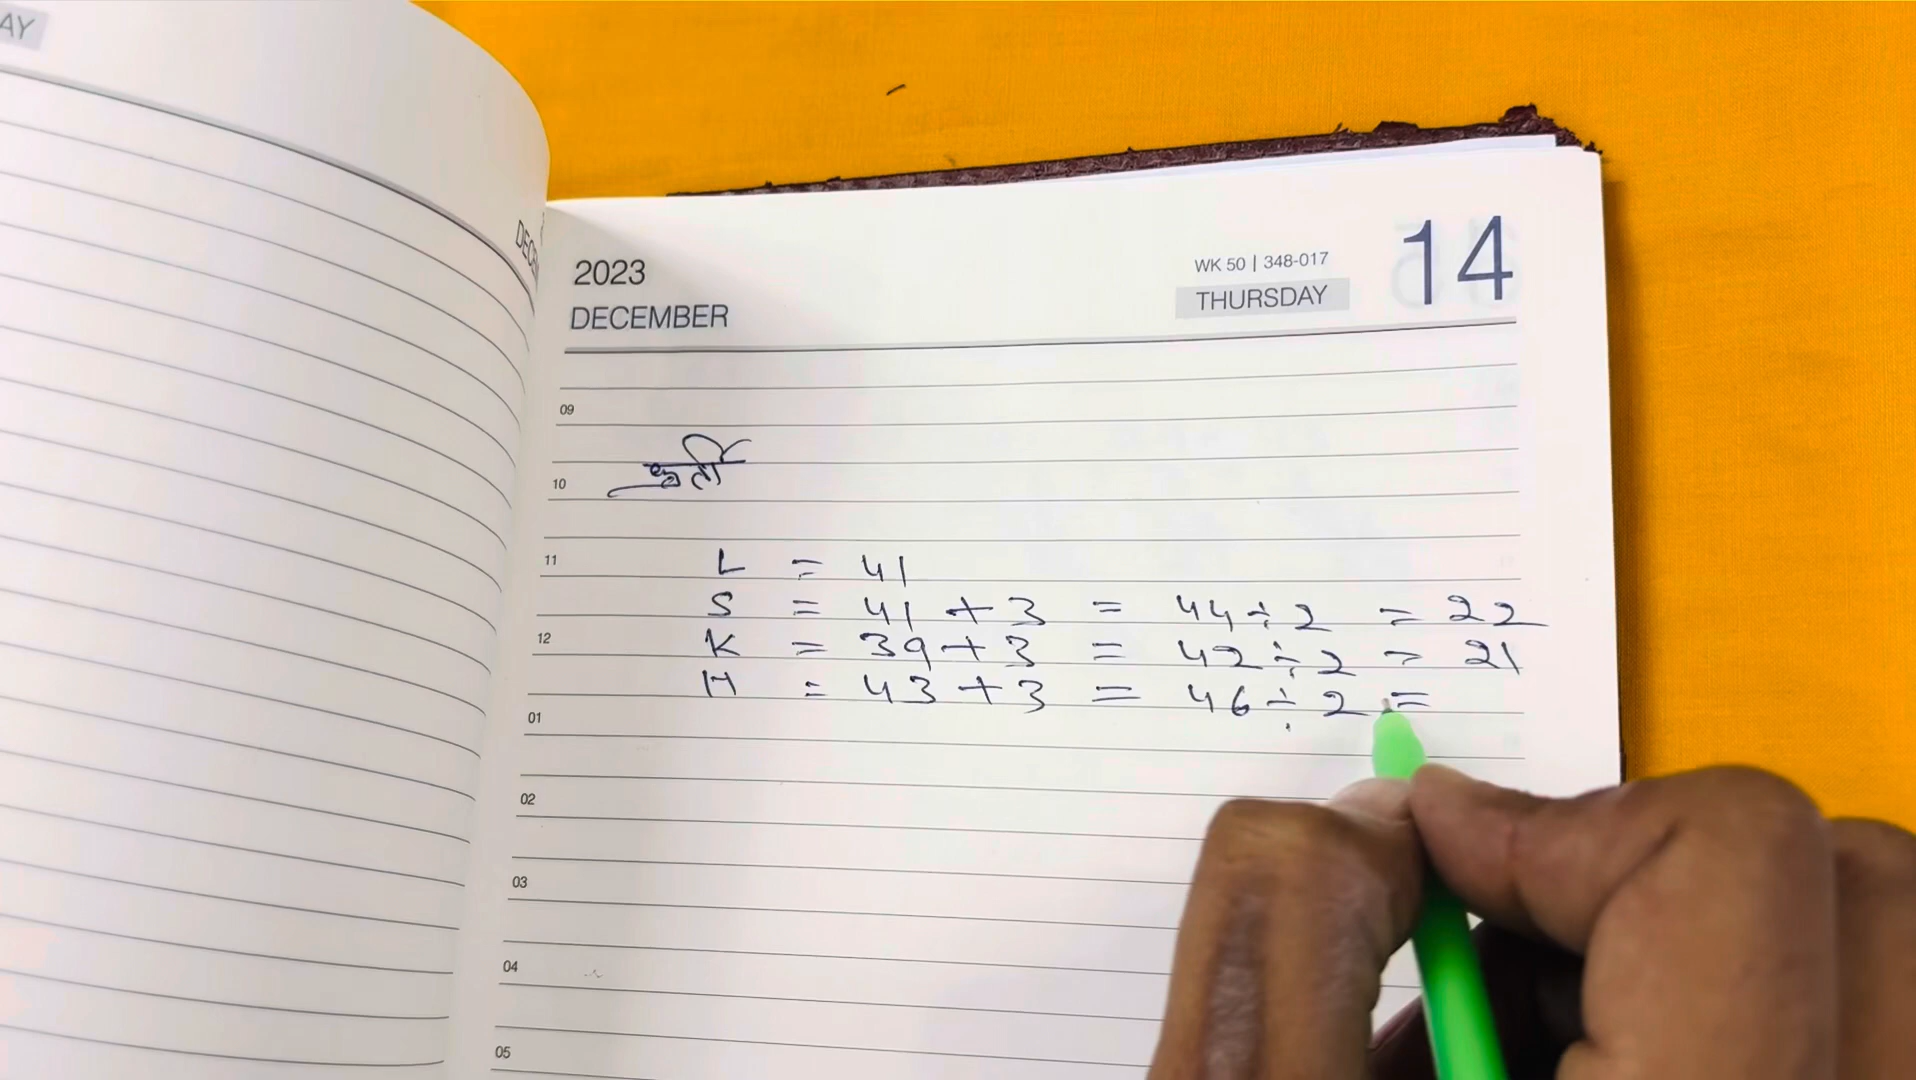 AY
DECE
2023
WK 50 | 348-017
14
DECEMBER
THURSDAY
09
10
11
L = 41
S = 41 + 3 = 44 ÷ 2 = 22
12
K = 39 + 3 = 42 ÷ 2 = 21
H = 43 + 3 = 46 ÷ 2 =
01
02
03
04
05